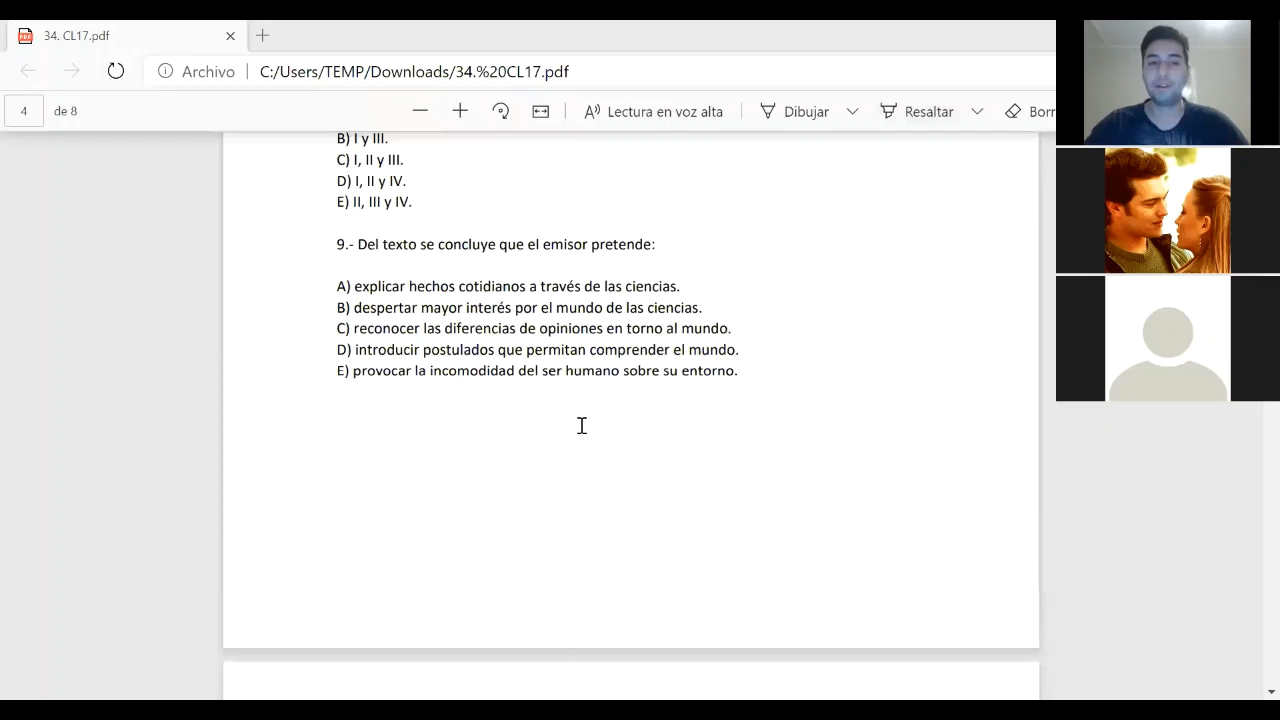 34. CL17.pdf
Archivo
C:/Users/TEMP/Downloads/34.%20CL17.pdf
4 de 8
Lectura en voz alta
Dibujar
Resaltar
Borr
B) I y III.
C) I, II y III.
D) I, II y IV.
E) II, III y IV.
9.- Del texto se concluye que el emisor pretende:
A) explicar hechos cotidianos a través de las ciencias.
B) despertar mayor interés por el mundo de las ciencias.
C) reconocer las diferencias de opiniones en torno al mundo.
D) introducir postulados que permitan comprender el mundo.
E) provocar la incomodidad del ser humano sobre su entorno.